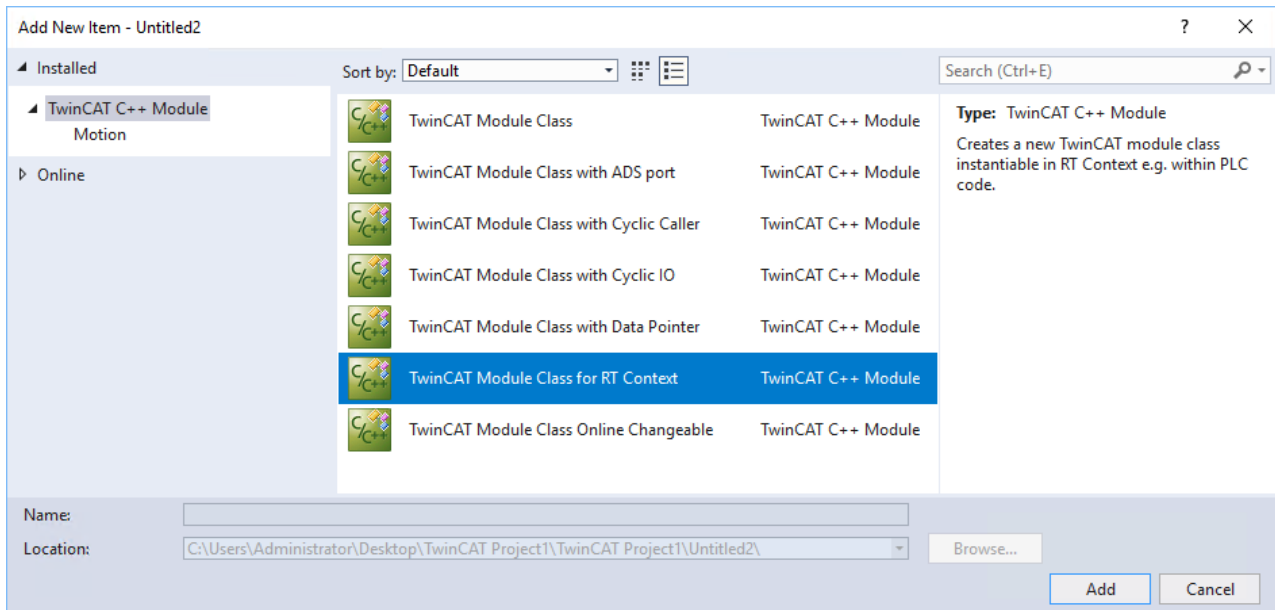 Add New Item - Untitled2
?
Installed
Sort by: Default
Search (Ctrl+E)
TwinCAT C++ Module
Motion
Online
C/C++ TwinCAT Module Class TwinCAT C++ Module
C/C++ TwinCAT Module Class with ADS port TwinCAT C++ Module
C/C++ TwinCAT Module Class with Cyclic Caller TwinCAT C++ Module
C/C++ TwinCAT Module Class with Cyclic IO TwinCAT C++ Module
C/C++ TwinCAT Module Class with Data Pointer TwinCAT C++ Module
C/C++ TwinCAT Module Class for RT Context TwinCAT C++ Module
C/C++ TwinCAT Module Class Online Changeable TwinCAT C++ Module
Type: TwinCAT C++ Module
Creates a new TwinCAT module class
instantiable in RT Context e.g. within PLC
code.
Name:
Location: C:\Users\Administrator\Desktop\TwinCAT Project1\TwinCAT Project1\Untitled2\ Browse...
Add Cancel